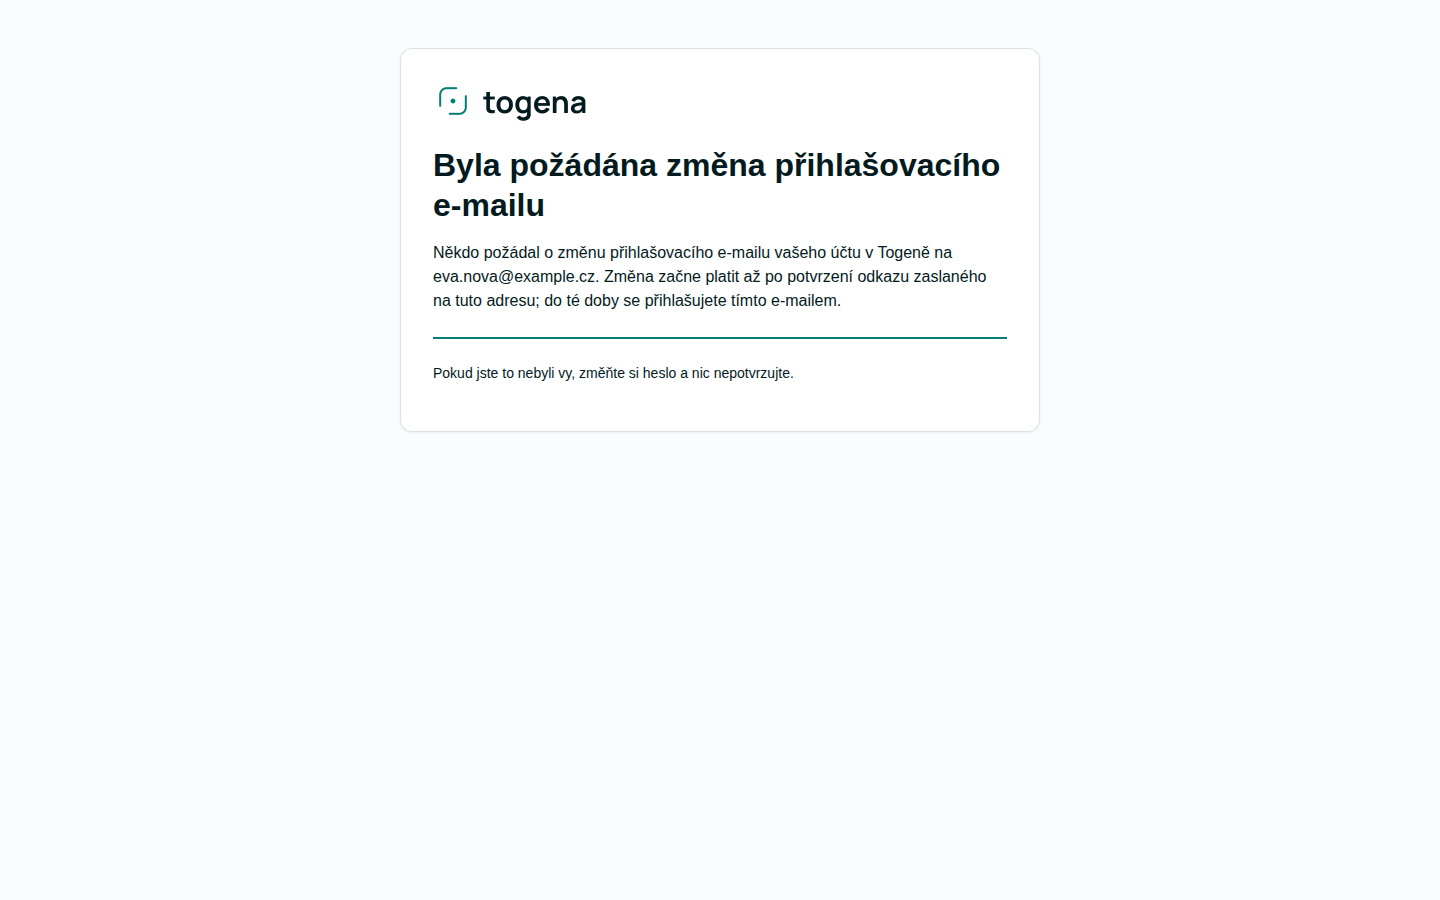 togena
Byla požádána změna přihlašovacího
e-mailu
Někdo požádal o změnu přihlašovacího e-mailu vašeho účtu v Togeně na
eva.nova@example.cz. Změna začne platit až po potvrzení odkazu zaslaného
na tuto adresu; do té doby se přihlašujete tímto e-mailem.
Pokud jste to nebyli vy, změňte si heslo a nic nepotvrzujte.